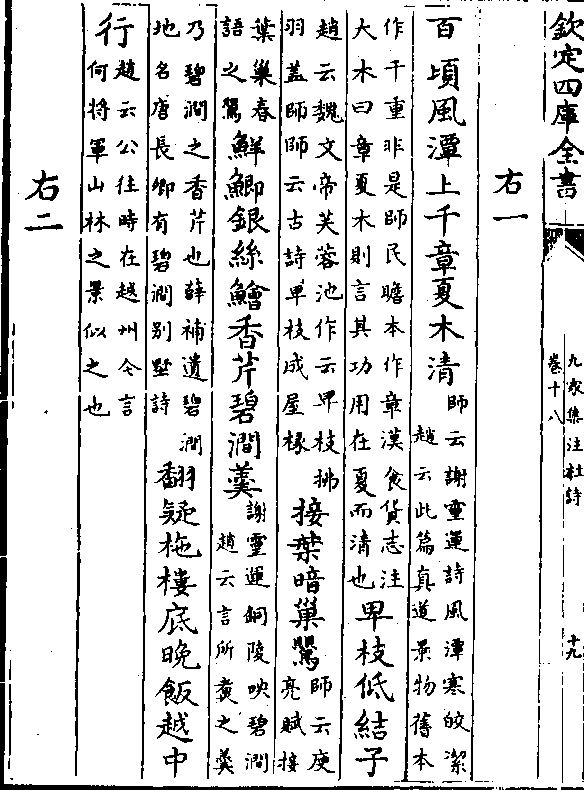 欽定四庫全書
九家集注杜詩
卷十八
十九
右一
百頃風潭上千章夏木清師云謝靈運詩風潭寒皎潔
趙云此篇真道景物舊本
作千重非是師民瞻本作章漢食貨志注
大木曰章夏木則言其功用在夏而清也卑枝低結子
趙云魏文帝芙蓉池作云卑枝拂
羽蓋師師云古詩卑枝成屋椽接葉暗巢鶯師云庾
亮賦接
葉巢春
語之鶯鮮鯽銀絲鱠香芹碧澗羹謝靈運銅陵映碧澗
趙云言所煮之羹
乃碧澗之香芹也薛補遺碧澗
地名唐長卿有碧澗別墅詩翻疑柂樓底晚飯越中
行趙云公往時在越州今言
何將軍山林之景似之也
右二